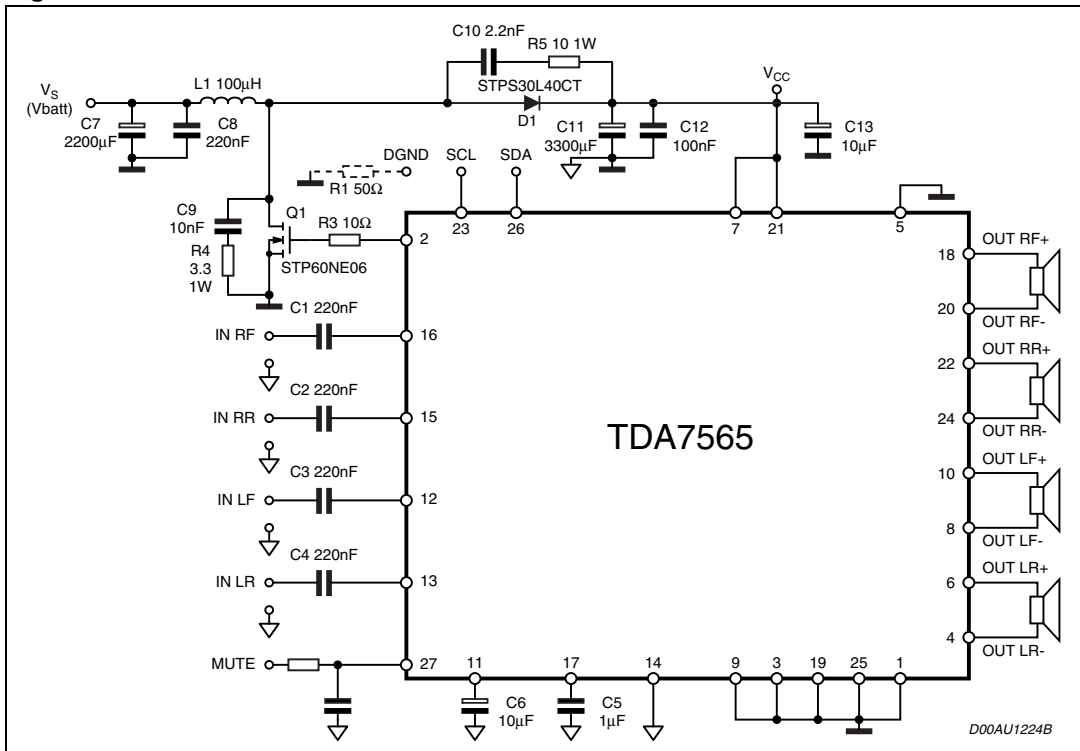 C10 2.2nF
R5 10 1W
STPS30L40CT
D1
VS
(Vbatt)
L1 100µH
C7
2200µF
C8
220nF
C11
3300µF
C12
100nF
VCC
C13
10µF
DGND
R1 50Ω
SCL
SDA
23
26
7
21
5
C9
10nF
R4
3.3
1W
Q1
STP60NE06
R3 10Ω
2
C1 220nF
IN RF
16
C2 220nF
IN RR
15
C3 220nF
IN LF
12
C4 220nF
IN LR
13
MUTE
27
TDA7565
18
OUT RF+
20
OUT RF-
22
OUT RR+
24
OUT RR-
10
OUT LF+
8
OUT LF-
6
OUT LR+
4
OUT LR-
11
17
14
9
3
19
25
1
C6
10µF
C5
1µF
D00AU1224B